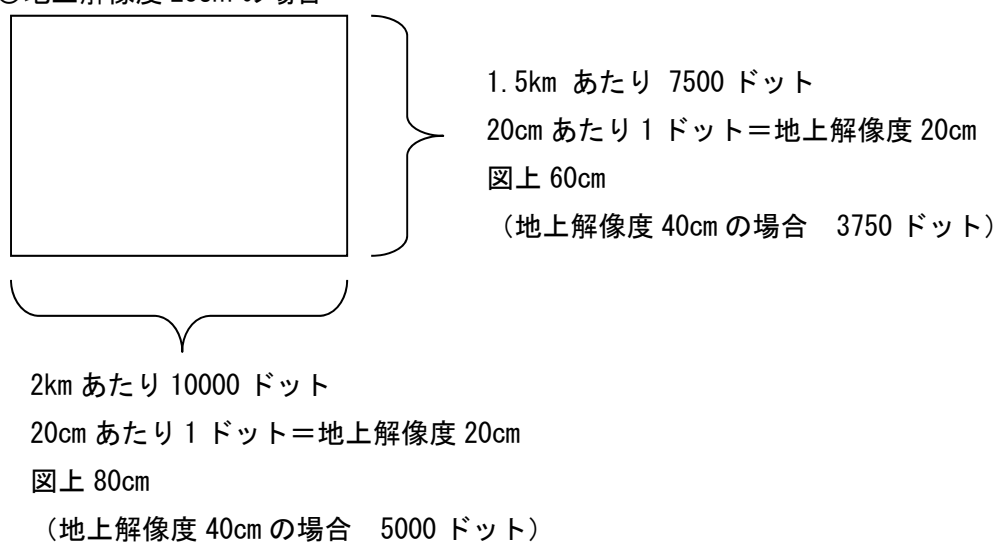 1.5km あたり 7500 ドット
20cm あたり 1 ドット＝地上解像度 20cm
図上 60cm
（地上解像度 40cm の場合　3750 ドット）
2km あたり 10000 ドット
20cm あたり 1 ドット＝地上解像度 20cm
図上 80cm
（地上解像度 40cm の場合　5000 ドット）